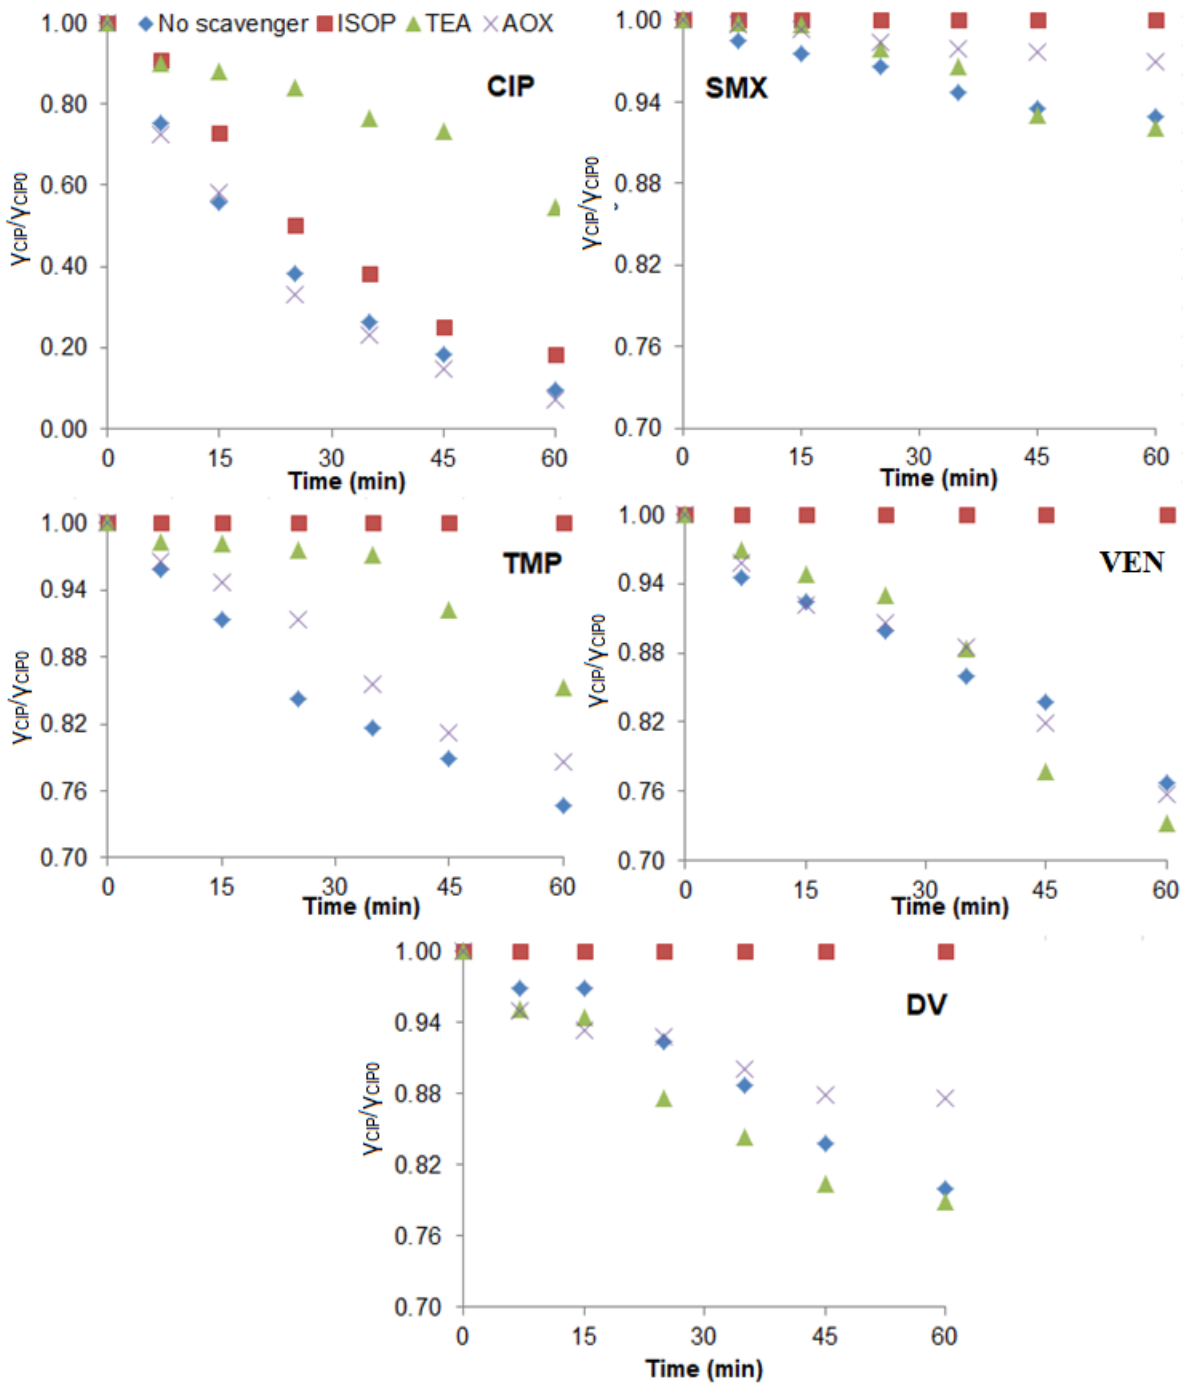 No scavenger ISOP TEA AOX
CIP
1.00
0.80
0.60
0.40
0.20
0.00
γCIP/γCIP0
0 15 30 45 60
Time (min)
SMX
1.00
0.94
0.88
0.82
0.76
0.70
γCIP/γCIP0
0 15 30 45 60
Time (min)
TMP
1.00
0.94
0.88
0.82
0.76
0.70
γCIP/γCIP0
0 15 30 45 60
Time (min)
VEN
1.00
0.94
0.88
0.82
0.76
0.70
γCIP/γCIP0
0 15 30 45 60
Time (min)
DV
1.00
0.94
0.88
0.82
0.76
0.70
γCIP/γCIP0
0 15 30 45 60
Time (min)